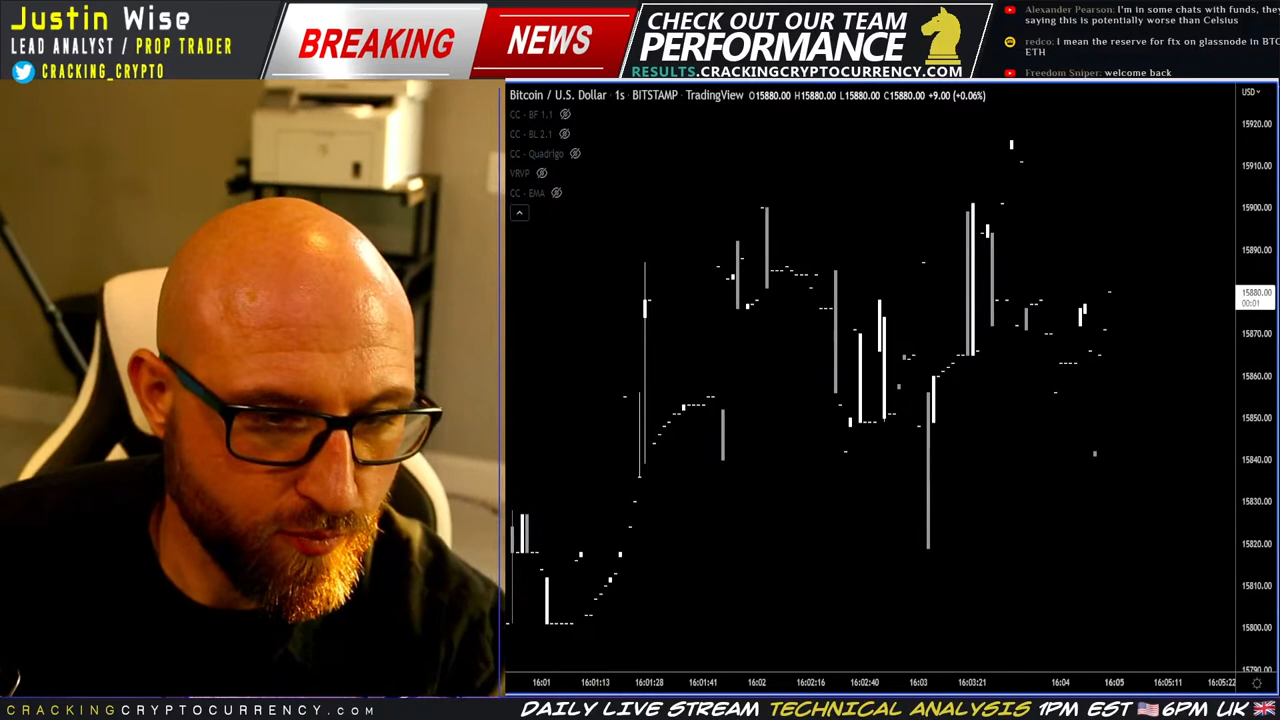 Justin Wise
LEAD ANALYST / PROP TRADER
CRACKING_CRYPTO
BREAKING
NEWS
CHECK OUT OUR TEAM
PERFORMANCE
RESULTS.CRACKINGCRYPTOCURRENCY.COM
Alexander Pearson: I'm in some chats with funds, they
saying this is potentially worse than Celsius
redco: I mean the reserve for ftx on glassnode in BTC
ETH
Freedom Sniper: welcome back
Bitcoin / U.S. Dollar · 1s · BITSTAMP · TradingView O15880.00 H15880.00 L15880.00 C15880.00 +9.00 (+0.06%)
USD
CC - BF 1.1
CC - BL 2.1
CC - Quadrigo
VRVP
CC - EMA
15920.00
15910.00
15900.00
15890.00
15880.00
00:01
15870.00
15860.00
15850.00
15840.00
15830.00
15820.00
15810.00
15800.00
15790.00
16:01 16:01:13 16:01:28 16:01:41 16:02 16:02:16 16:02:40 16:03 16:03:21 16:04 16:05 16:05:11 16:05:22
CRACKINGCRYPTOCURRENCY.COM
DAILY LIVE STREAM TECHNICAL ANALYSIS 1PM EST 6PM UK